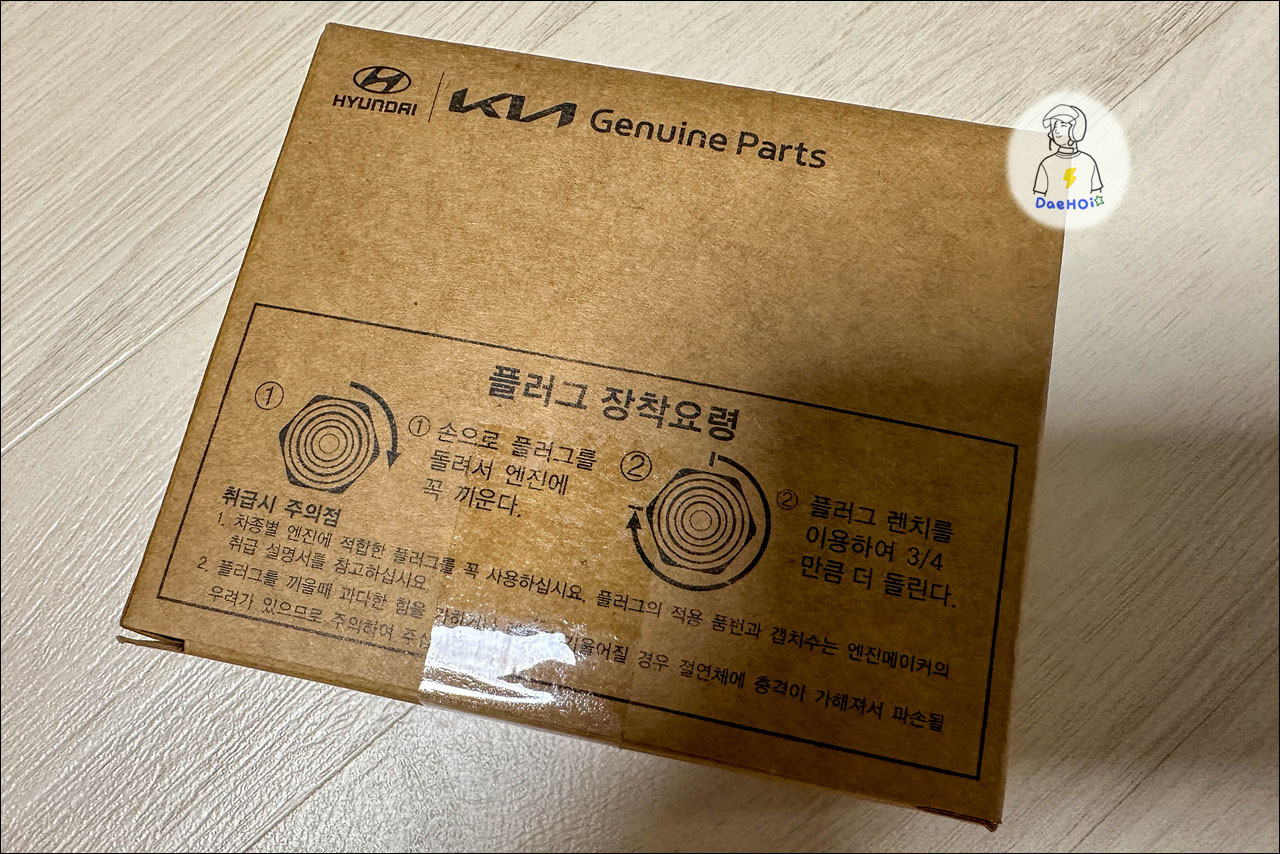 HYUNDAI
KIA Genuine Parts
DaeHOi
플러그 장착요령
①
① 손으로 플러그를
돌려서 엔진에
꼭 끼운다.
②
② 플러그 렌치를
이용하여 3/4
만큼 더 돌린다.
취급시 주의점
1. 차종별 엔진에 적합한 플러그를 꼭 사용하십시요. 플러그의 적용 품번과 갭치수는 엔진메이커의
취급 설명서를 참고하십시요
2. 플러그를 끼울때 과다한 힘을 기울어질 경우 절연체에 충격이 가해져서 파손될
우려가 있으므로 주의하여